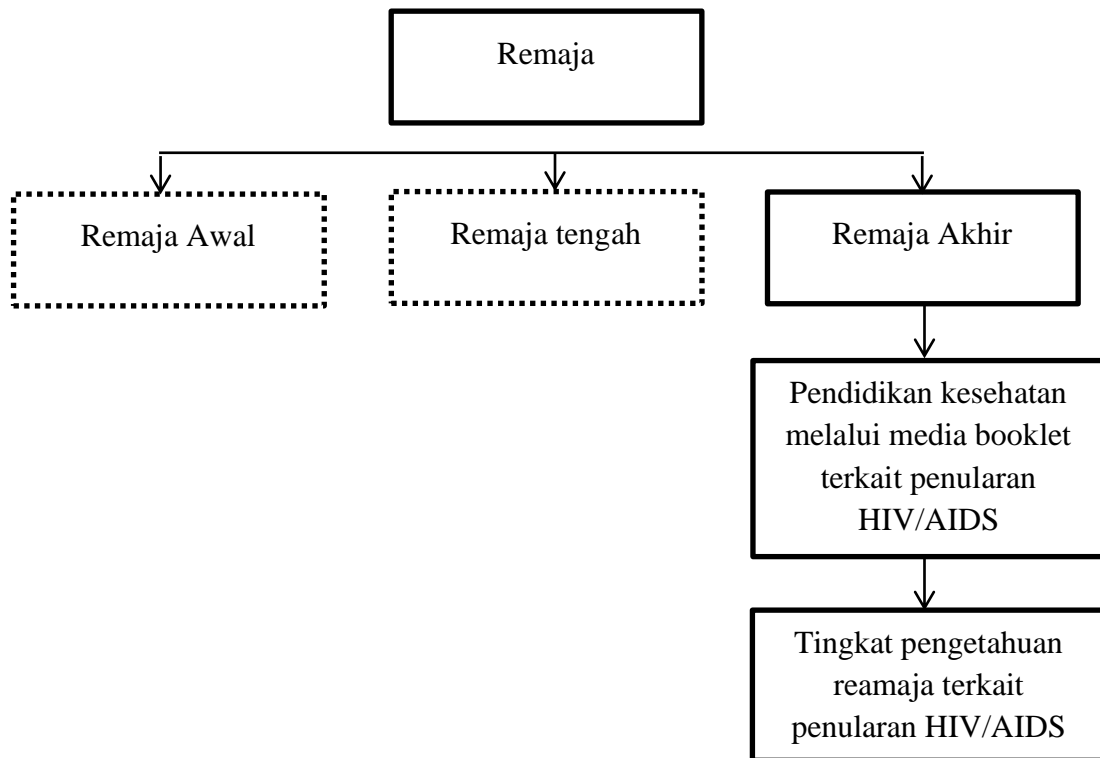 Remaja
Remaja Awal
Remaja tengah
Remaja Akhir
Pendidikan kesehatan
melalui media booklet
terkait penularan
HIV/AIDS
Tingkat pengetahuan
reamaja terkait
penularan HIV/AIDS